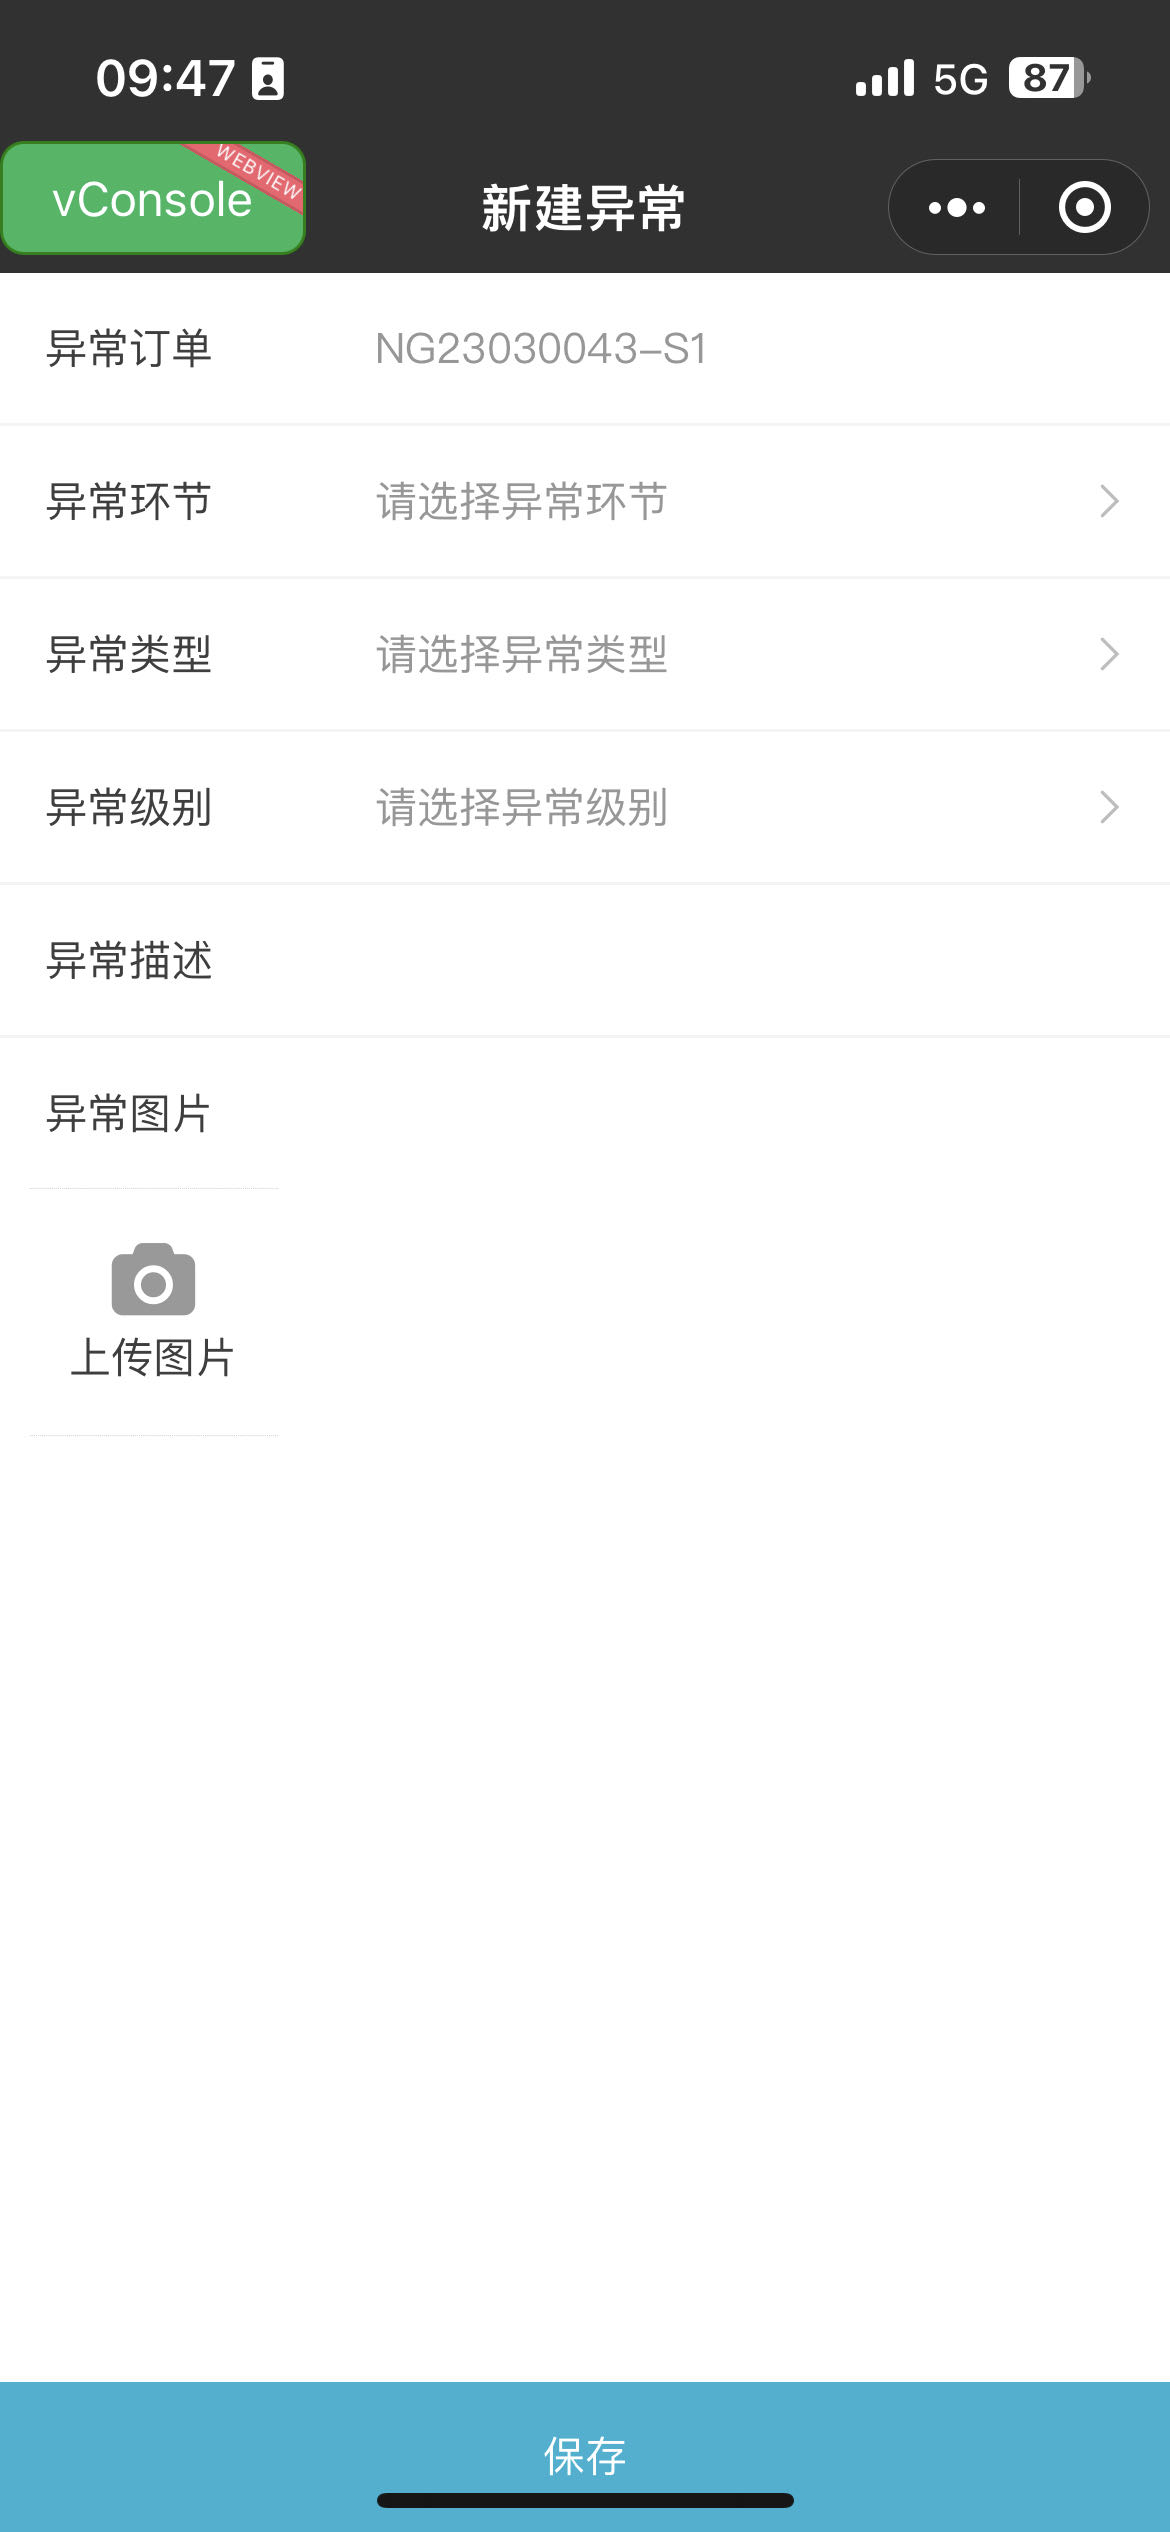 09:47
5G
87
vConsole
WEBVIEW
新建异常
异常订单 NG23030043-S1
异常环节 请选择异常环节
异常类型 请选择异常类型
异常级别 请选择异常级别
异常描述
异常图片
上传图片
保存